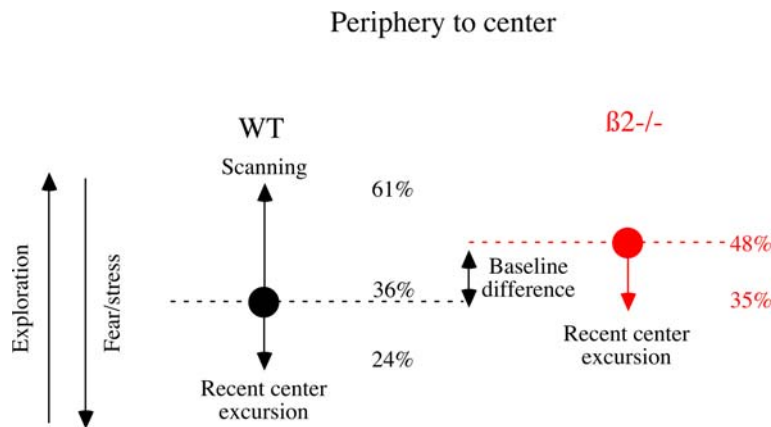 Periphery to center
WT
ß2-/-
Scanning
61%
Exploration
Fear/stress
36%
Baseline
difference
48%
35%
24%
Recent center
excursion
Recent center
excursion